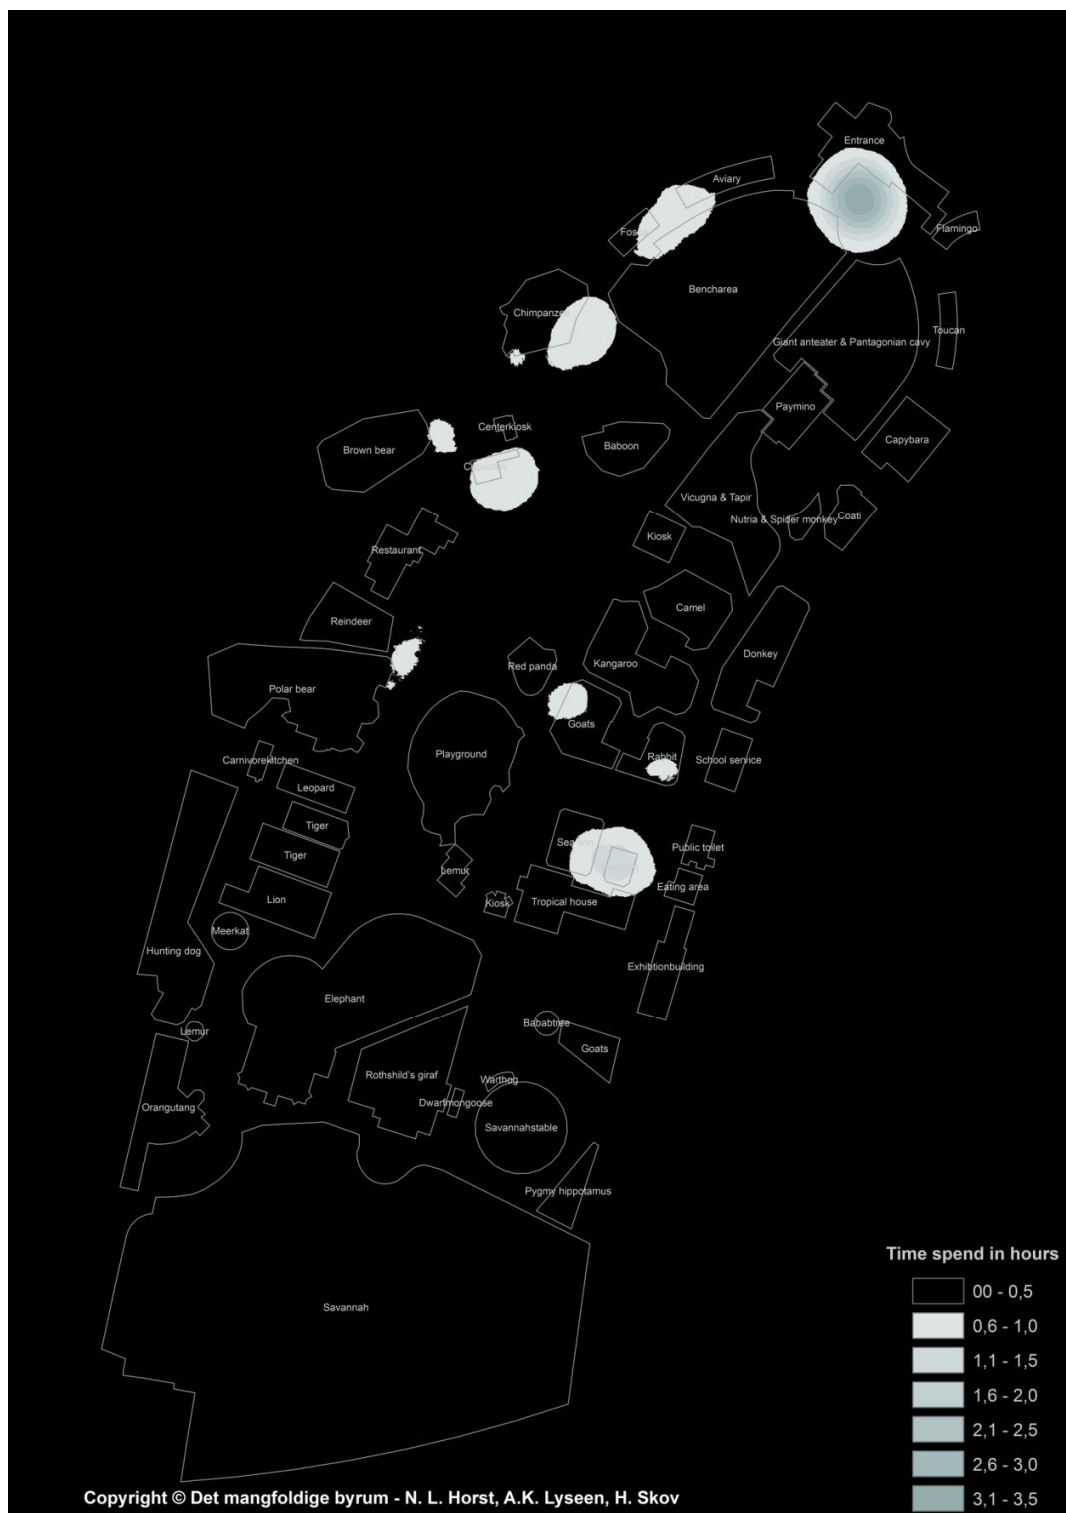 Entrance
Aviary
Flamingo
Bencharea
Chimpanzee
Toucan
Giant anteater & Pantagonian cavy
Paymino
Centerkiosk
Capybara
Baboon
Brown bear
Vicugna & Tapir
Nutria & Spider monkey
Coati
Kiosk
Restaurant
Camel
Reindeer
Donkey
Red panda
Kangaroo
Polar bear
Goats
Playground
Rabbit
School service
Carnivorekitchen
Leopard
Tiger
Public toilet
Tiger
Lemur
Eating area
Lion
Kiosk
Tropical house
Meerkat
Hunting dog
Exhibtionbuilding
Elephant
Bababtree
Lemur
Goats
Rothshild's giraf
Warthog
Dwarfmongoose
Orangutang
Savannahstable
Pygmy hippotamus
Savannah
Time spend in hours
00 - 0,5
0,6 - 1,0
1,1 - 1,5
1,6 - 2,0
2,1 - 2,5
2,6 - 3,0
3,1 - 3,5
Copyright © Det mangfoldige byrum - N. L. Horst, A.K. Lyseen, H. Skov